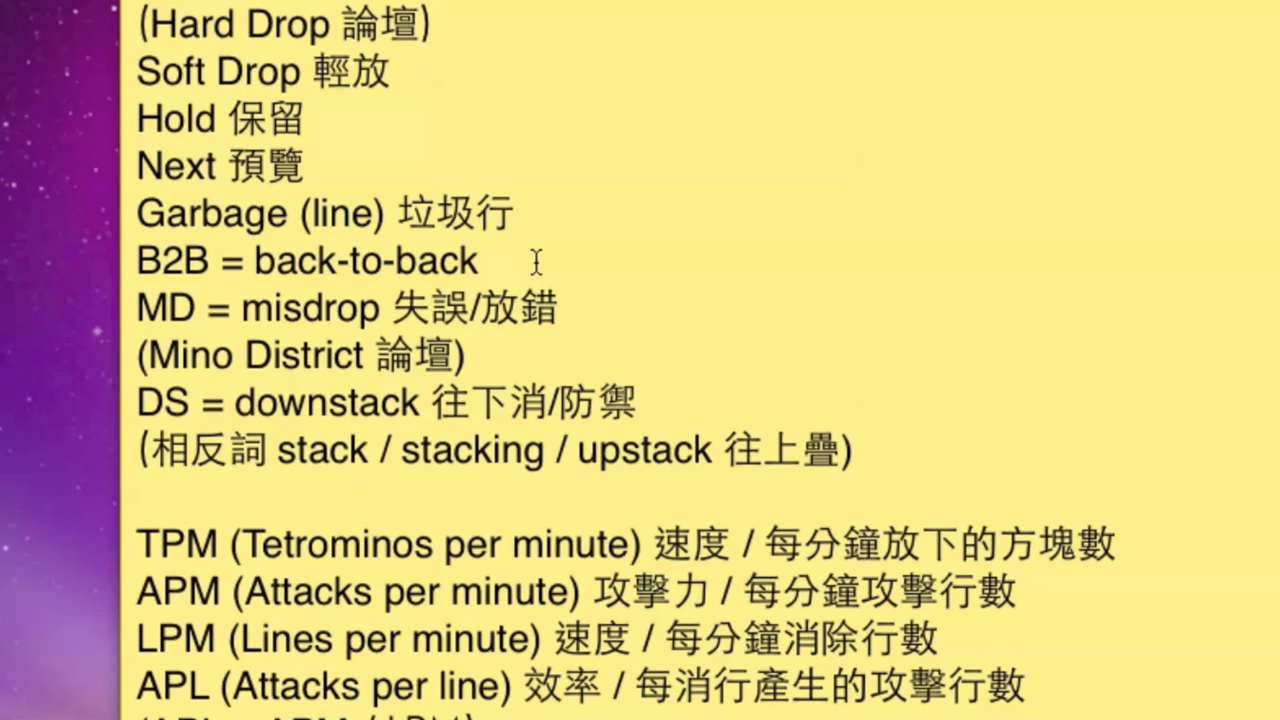 (Hard Drop 論壇)
Soft Drop 輕放
Hold 保留
Next 預覽
Garbage (line) 垃圾行
B2B = back-to-back
MD = misdrop 失誤/放錯
(Mino District 論壇)
DS = downstack 往下消/防禦
(相反詞 stack / stacking / upstack 往上疊)
TPM (Tetrominos per minute) 速度 / 每分鐘放下的方塊數
APM (Attacks per minute) 攻擊力 / 每分鐘攻擊行數
LPM (Lines per minute) 速度 / 每分鐘消除行數
APL (Attacks per line) 效率 / 每消行產生的攻擊行數